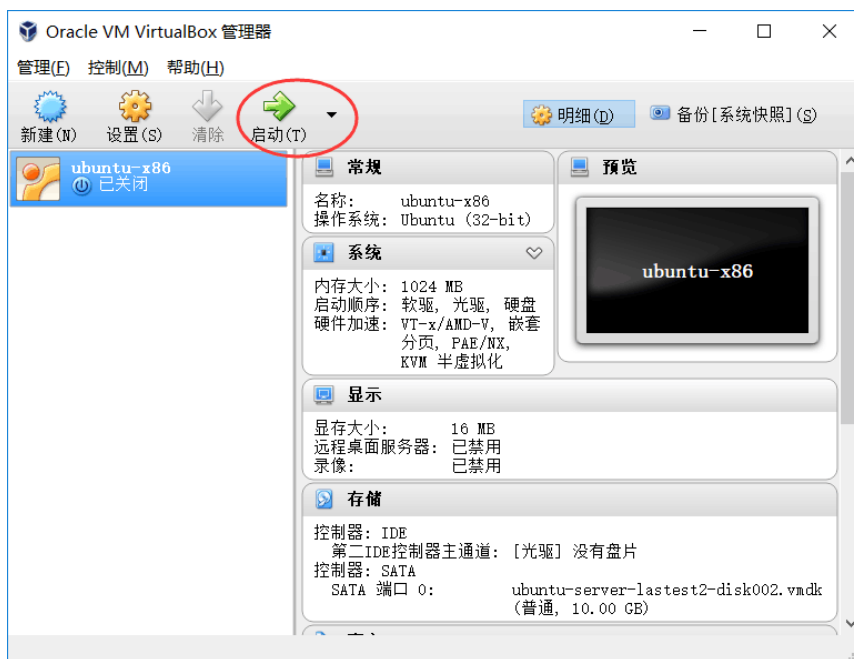 Oracle VM VirtualBox 管理器
管理(F) 控制(M) 帮助(H)
新建(N) 设置(S) 清除 启动(T) 明细(D) 备份[系统快照](S)
ubuntu-x86
已关闭
常规
名称: ubuntu-x86
操作系统: Ubuntu (32-bit)
预览
ubuntu-x86
系统
内存大小: 1024 MB
启动顺序: 软驱, 光驱, 硬盘
硬件加速: VT-x/AMD-V, 嵌套
分页, PAE/NX,
KVM 半虚拟化
显示
显存大小: 16 MB
远程桌面服务器: 已禁用
录像: 已禁用
存储
控制器: IDE
第二IDE控制器主通道: [光驱] 没有盘片
控制器: SATA
SATA 端口 0: ubuntu-server-lastest2-disk002.vmdk
(普通, 10.00 GB)